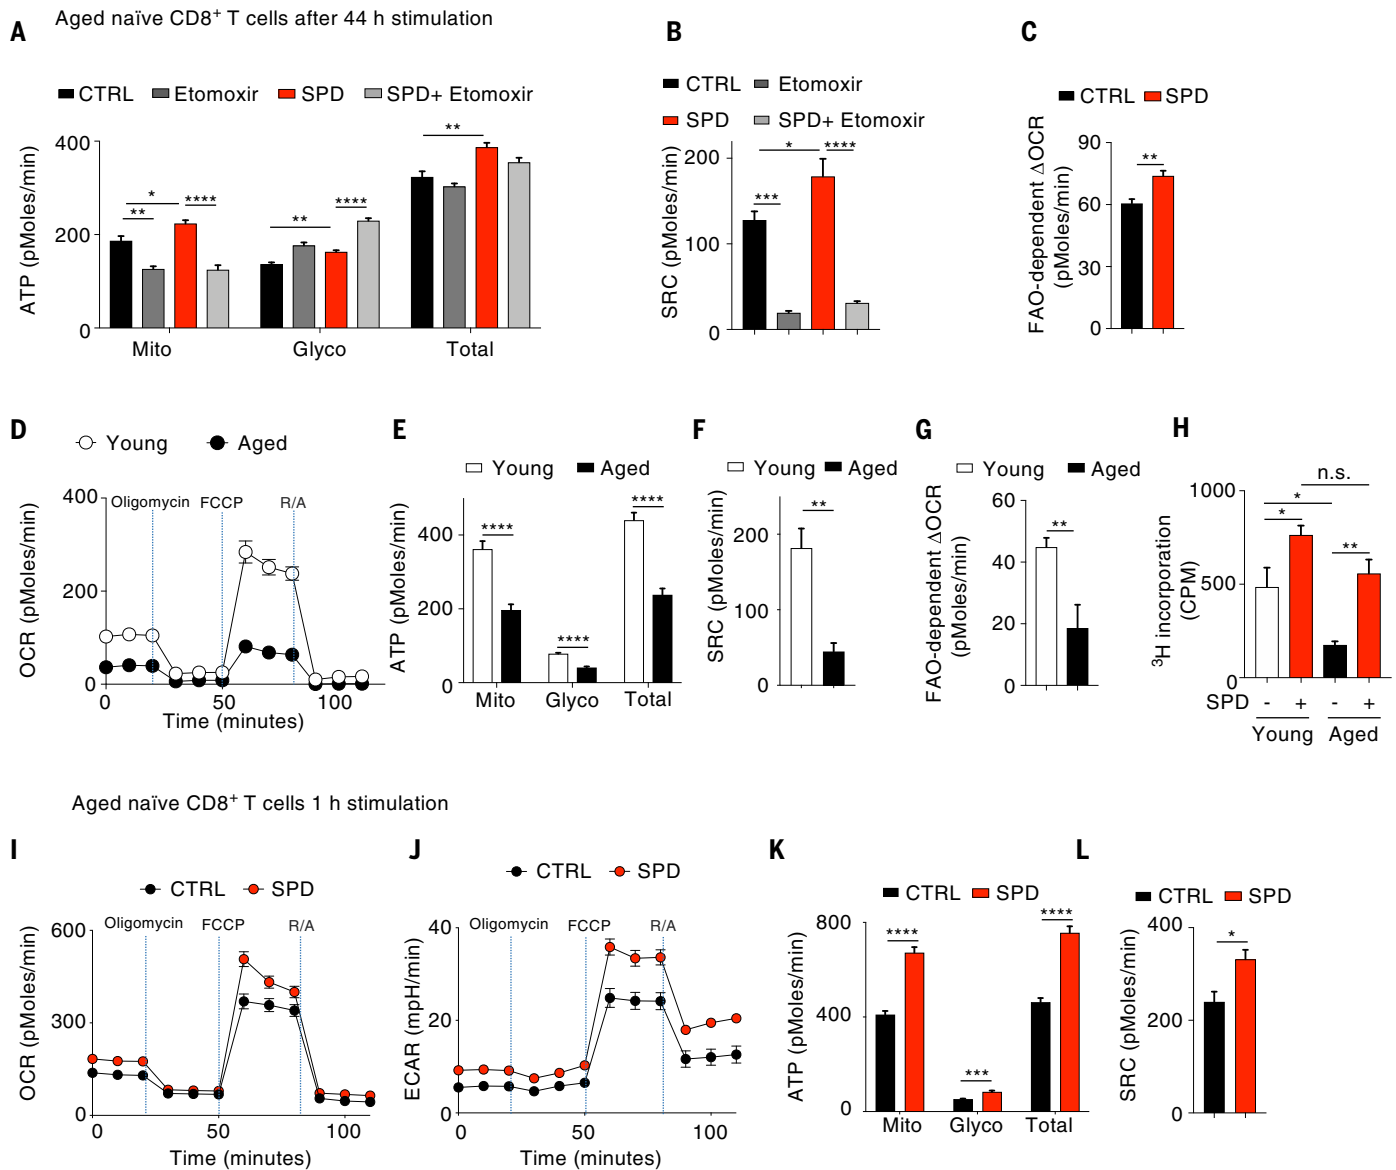 Aged naïve CD8+ T cells after 44 h stimulation
A
CTRL Etomoxir SPD SPD+ Etomoxir
ATP (pMoles/min)
400
200
0
** * ****
** ****
**
Mito Glyco Total
B
CTRL Etomoxir
SPD SPD+ Etomoxir
SRC (pMoles/min)
200
100
0
*** * ****
C
CTRL SPD
FAO-dependent ΔOCR
(pMoles/min)
90
60
30
0
**
D
Young Aged
OCR (pMoles/min)
400
200
0
Oligomycin FCCP R/A
0 50 100
Time (minutes)
E
Young Aged
ATP (pMoles/min)
400
200
0
**** **** ****
Mito Glyco Total
F
Young Aged
SRC (pMoles/min)
200
100
0
**
G
Young Aged
FAO-dependent ΔOCR
(pMoles/min)
60
40
20
0
**
H
3H incorporation
(CPM)
1000
500
0
n.s.
*
* **
SPD - + - +
Young Aged
Aged naïve CD8+ T cells 1 h stimulation
I
CTRL SPD
OCR (pMoles/min)
600
300
0
Oligomycin FCCP R/A
0 50 100
Time (minutes)
J
CTRL SPD
ECAR (mpH/min)
40
20
0
Oligomycin FCCP R/A
0 50 100
Time (minutes)
K
CTRL SPD
ATP (pMoles/min)
800
400
0
**** *** ****
Mito Glyco Total
L
CTRL SPD
SRC (pMoles/min)
400
200
0
*